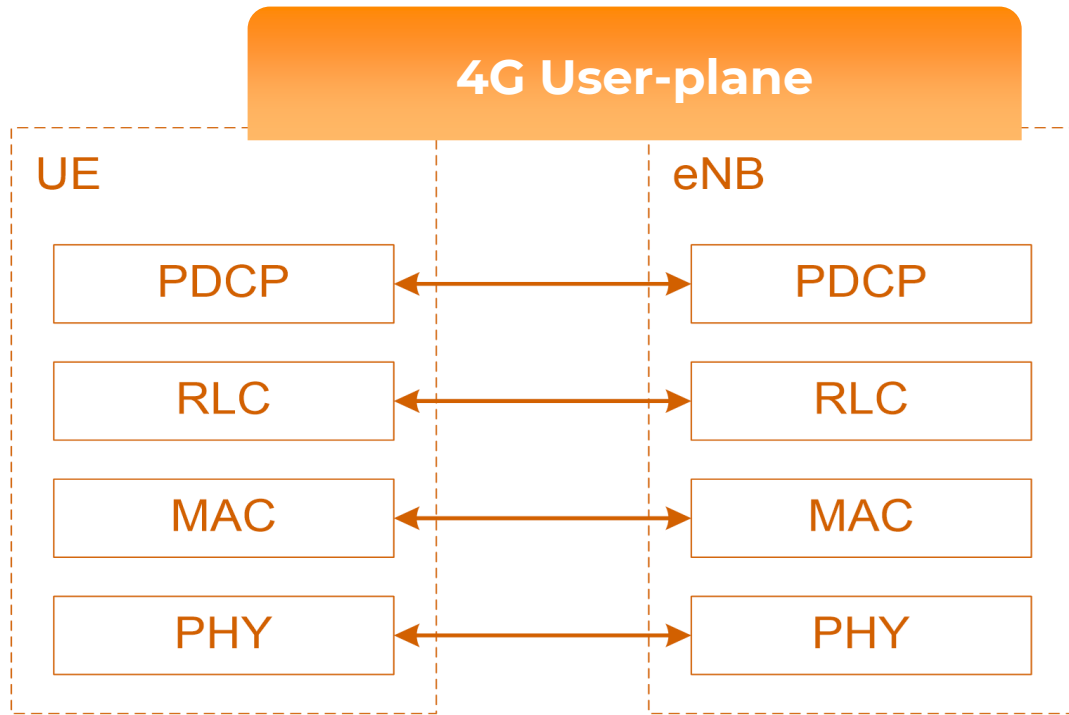 4G User-plane
UE
eNB
PDCP
PDCP
RLC
RLC
MAC
MAC
PHY
PHY